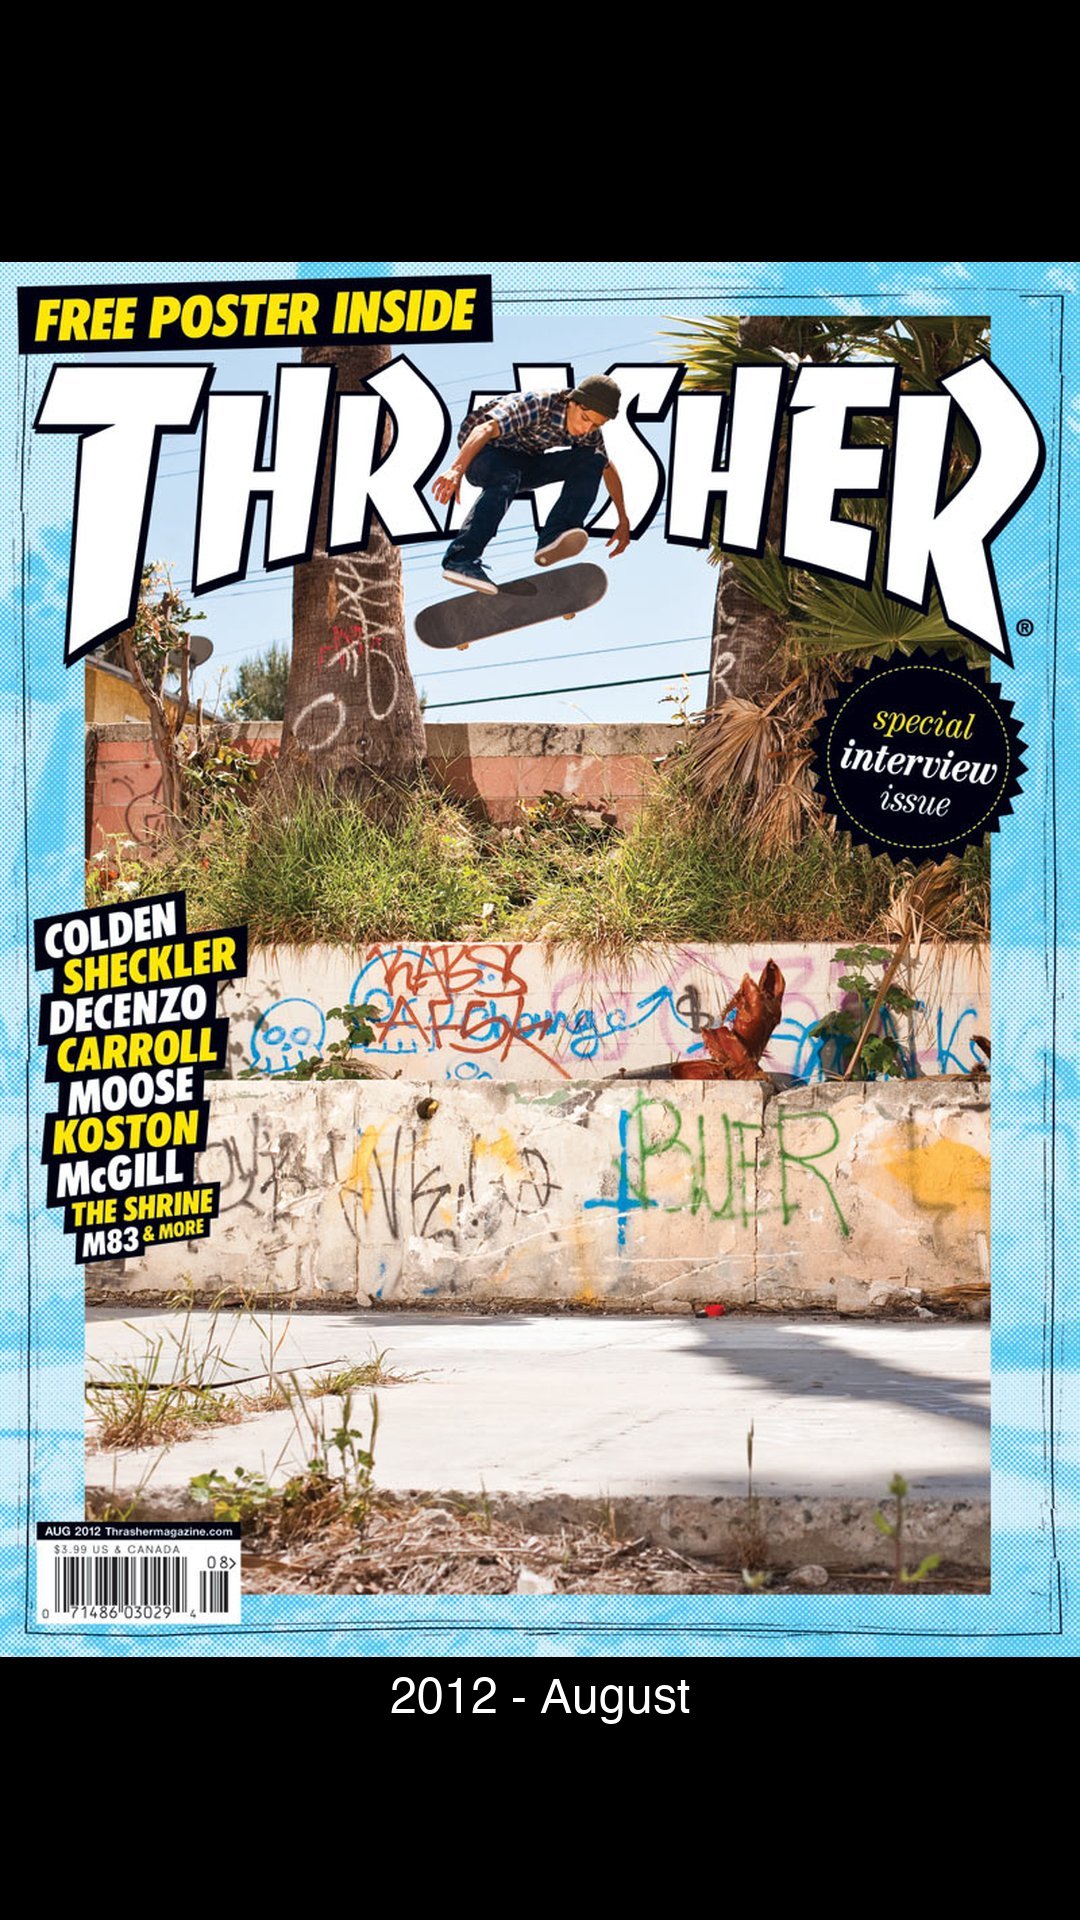 FREE POSTER INSIDE
THRASHER
®
special
interview
issue
COLDEN
SHECKLER
DECENZO
CARROLL
MOOSE
KOSTON
McGILL
THE SHRINE
M83 & MORE
BUER
AUG 2012 Thrashermagazine.com
$3.99 US & CANADA
08>
0 71486 03029 4
2012 - August